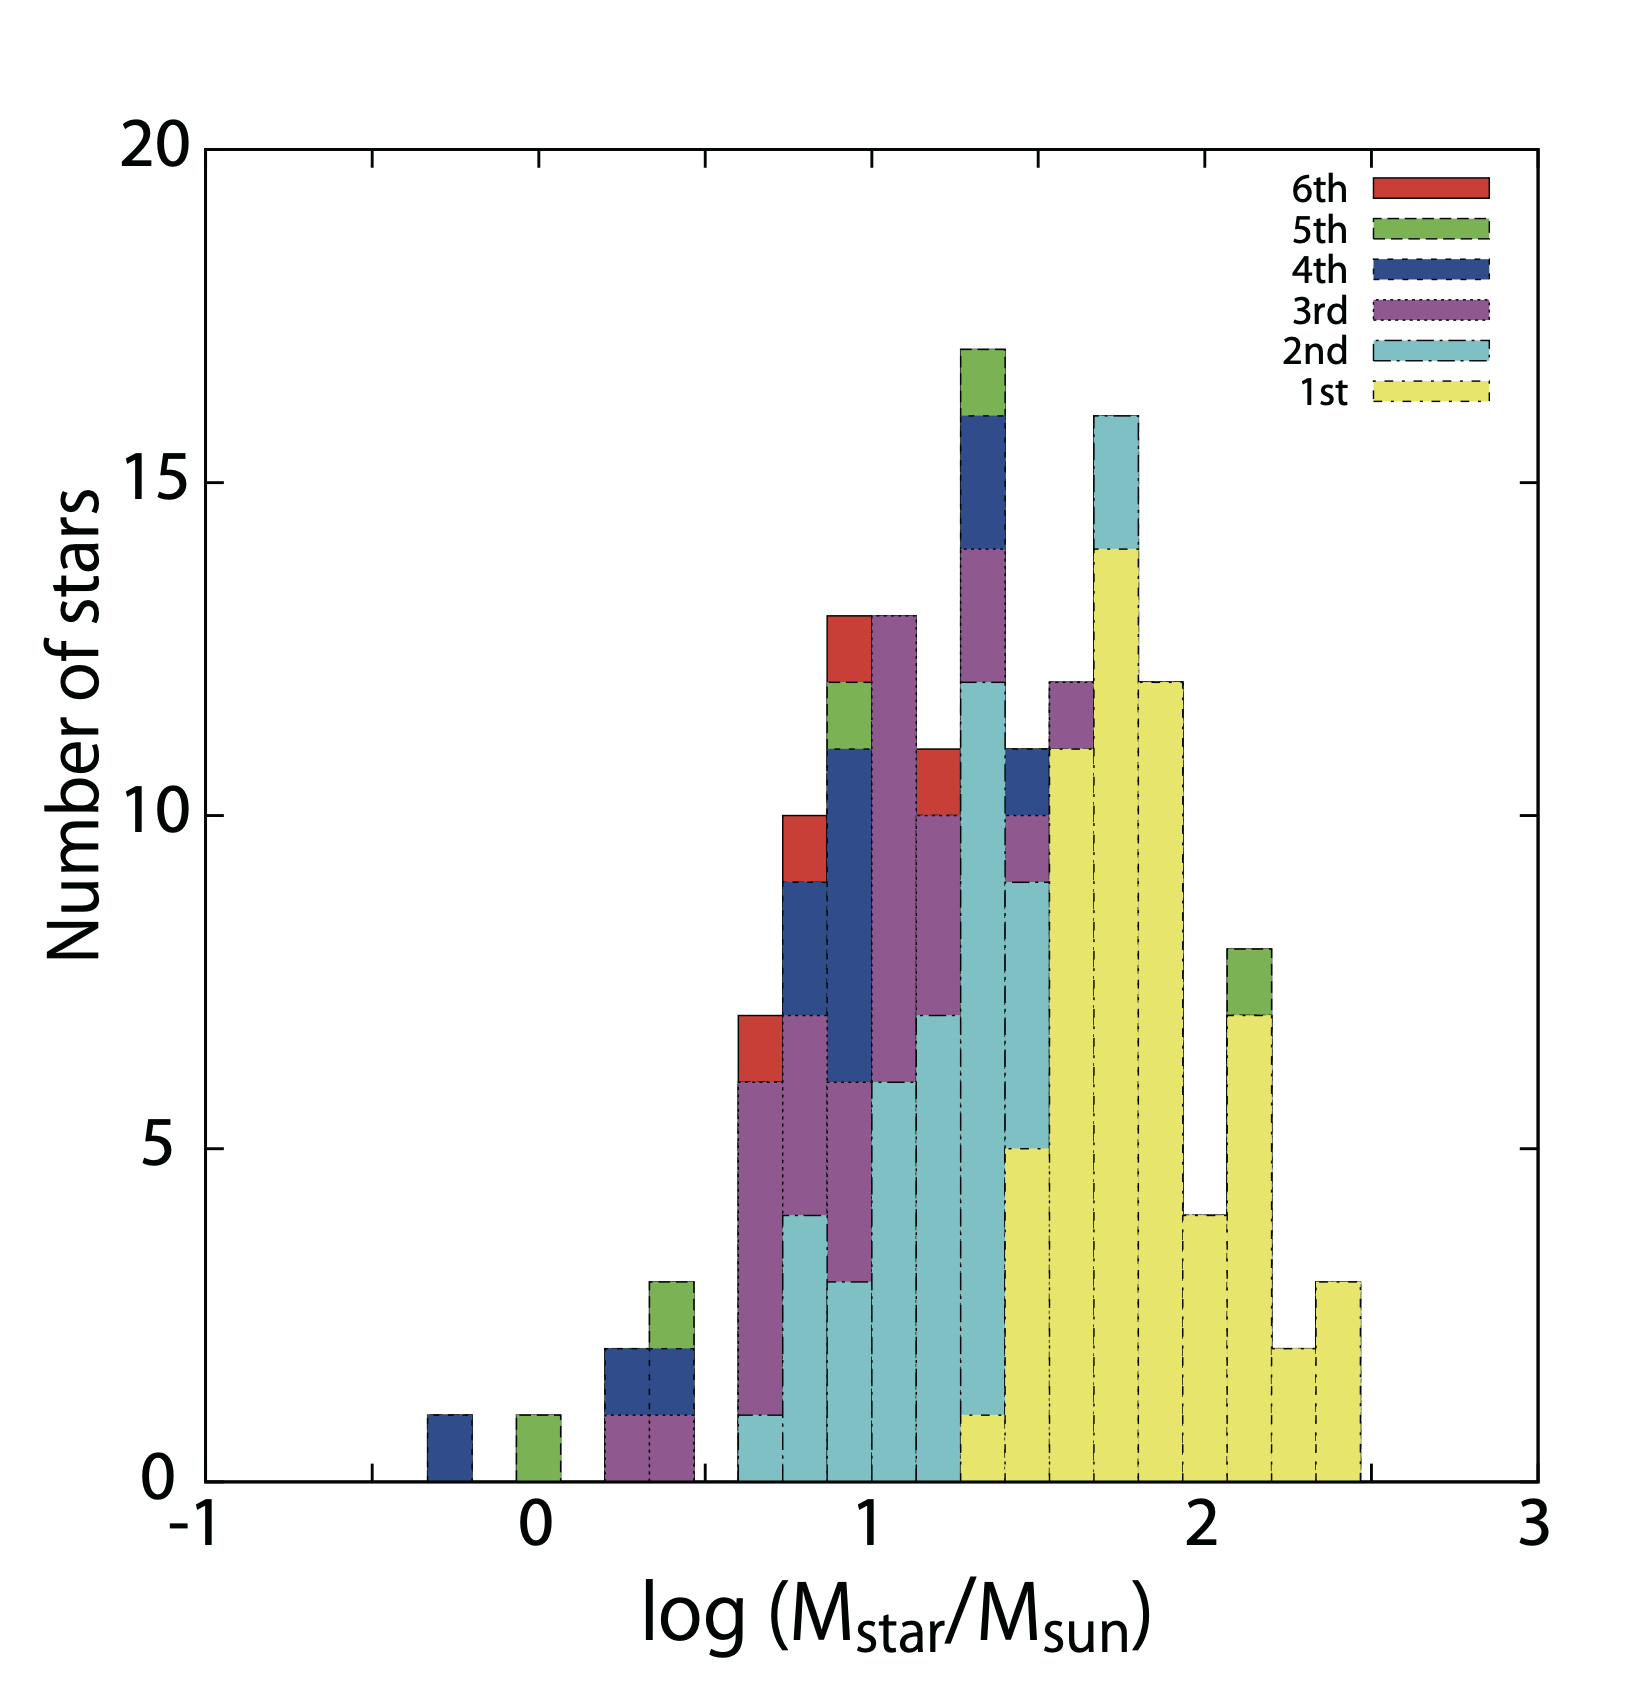 20
15
10
5
0
Number of stars
6th
5th
4th
3rd
2nd
1st
-1 0 1 2 3
log (Mstar/Msun)